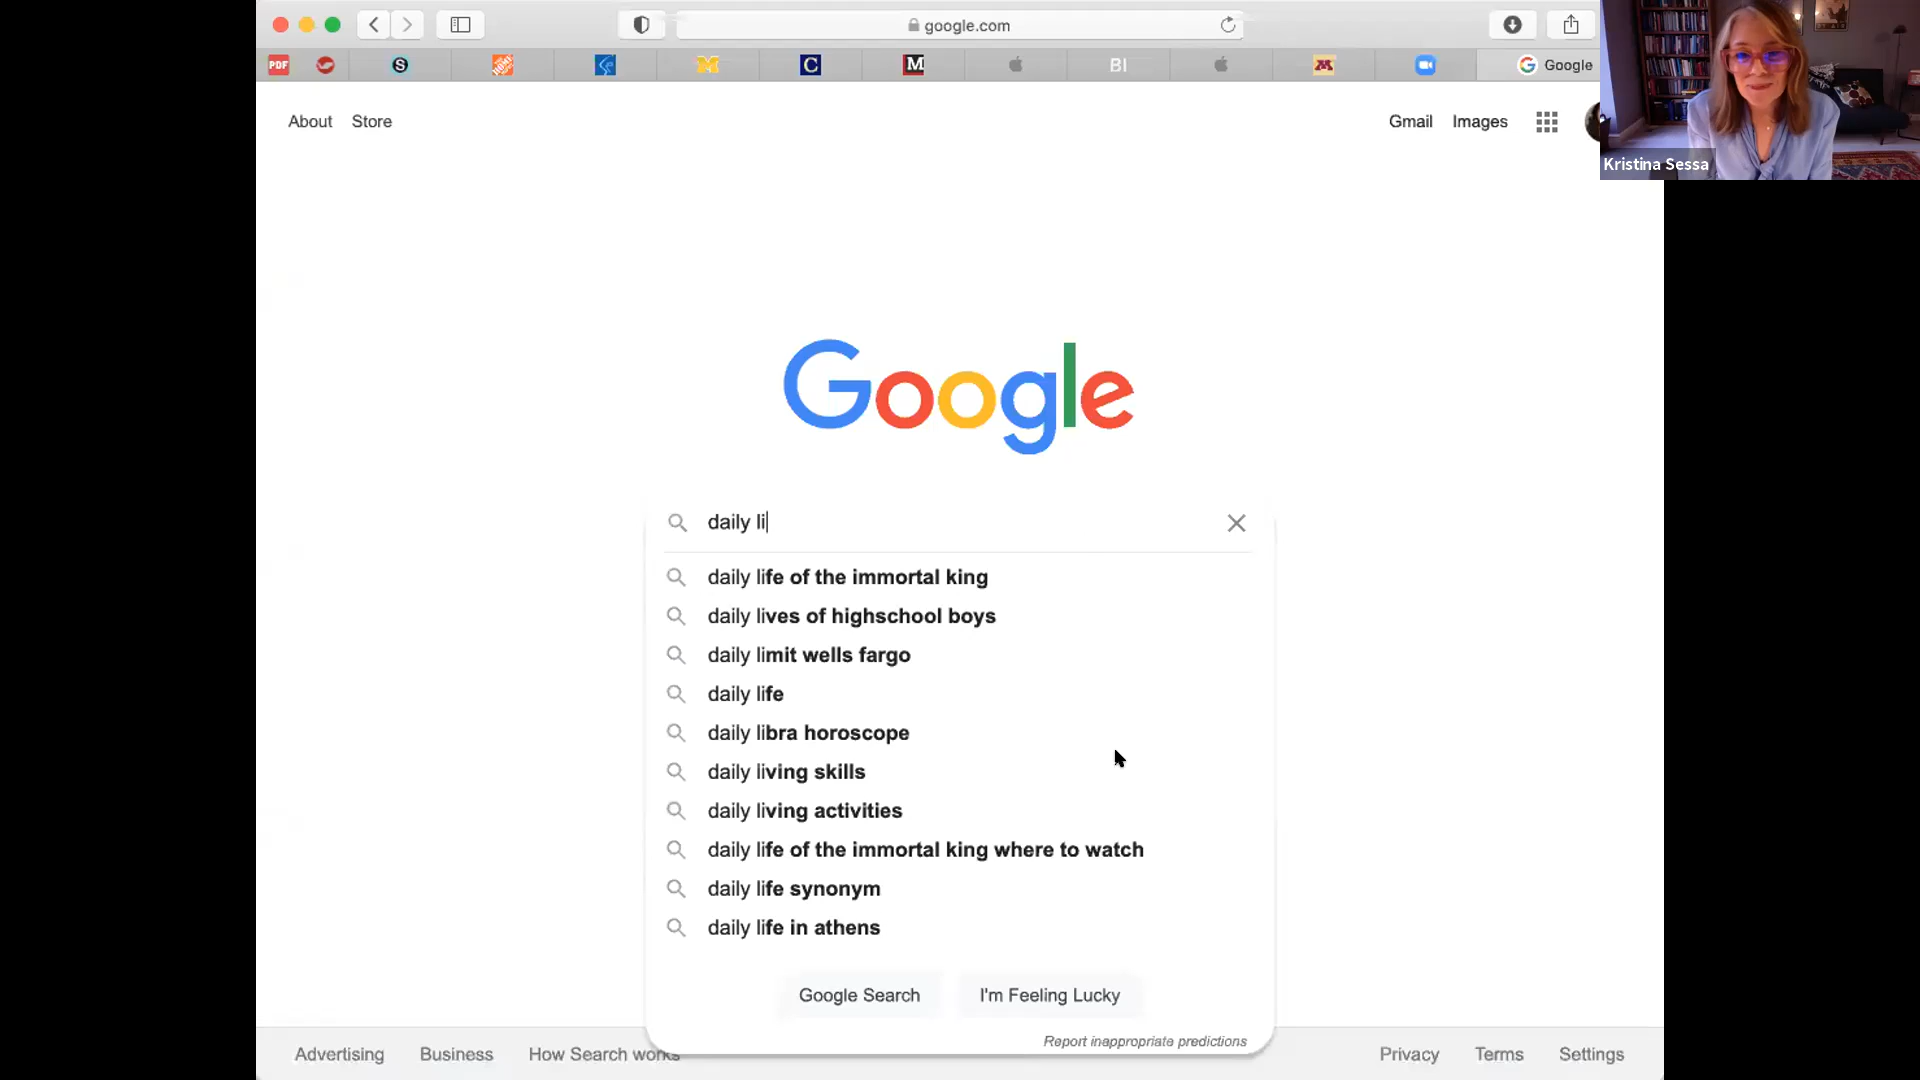 google.com
PDF
S
C
M
BI
M
Google
About Store
Gmail Images
Kristina Sessa
Google
daily li
daily life of the immortal king
daily lives of highschool boys
daily limit wells fargo
daily life
daily libra horoscope
daily living skills
daily living activities
daily life of the immortal king where to watch
daily life synonym
daily life in athens
Google Search I'm Feeling Lucky
Report inappropriate predictions
Advertising Business How Search works
Privacy Terms Settings